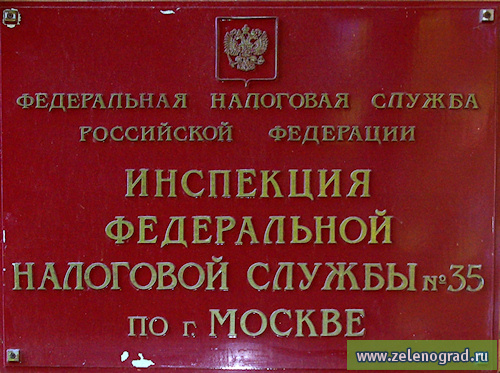 ФЕДЕРАЛЬНАЯ НАЛОГОВАЯ СЛУЖБА
РОССИЙСКОЙ ФЕДЕРАЦИИ
ИНСПЕКЦИЯ
ФЕДЕРАЛЬНОЙ
НАЛОГОВОЙ СЛУЖБЫ №35
ПО Г. МОСКВЕ
www.zelenograd.ru